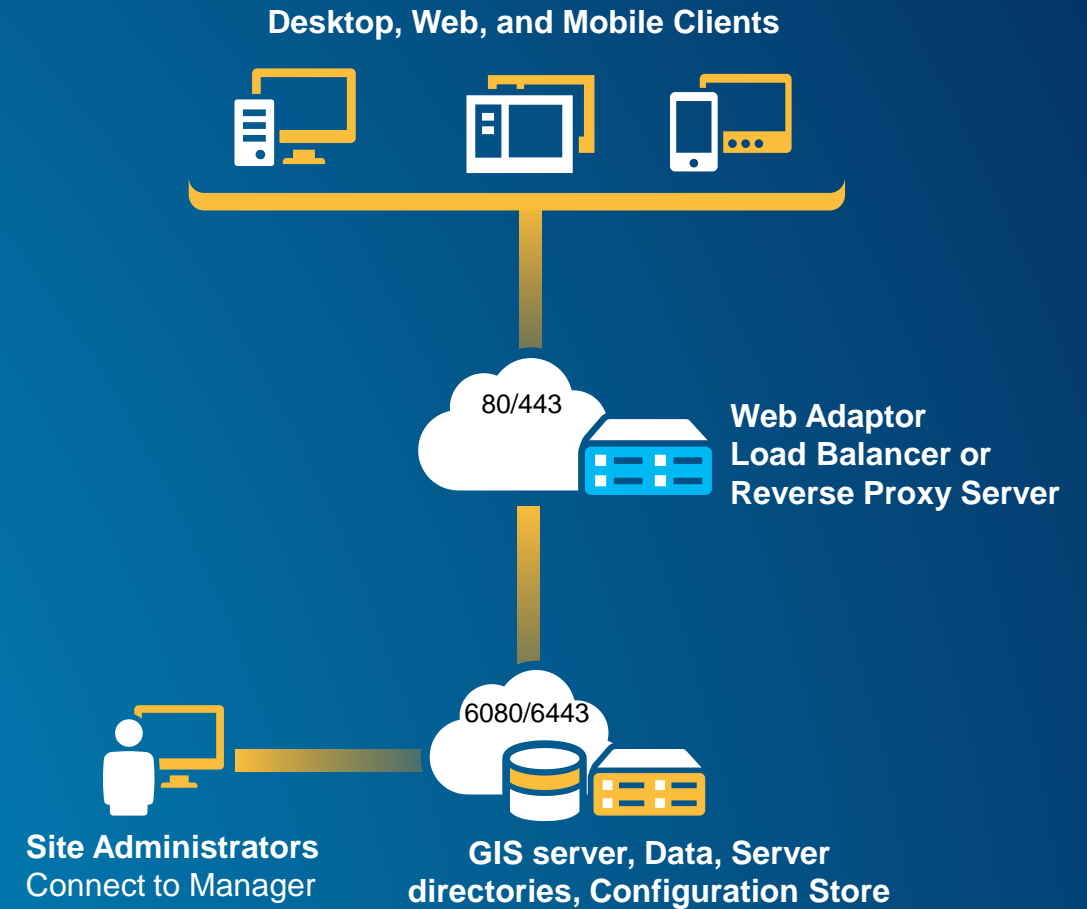 Desktop, Web, and Mobile Clients
80/443
Web Adaptor
Load Balancer or
Reverse Proxy Server
6080/6443
Site Administrators
Connect to Manager
GIS server, Data, Server
directories, Configuration Store